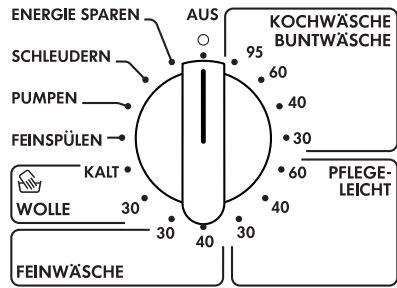 ENERGIE SPAREN
AUS
KOCHWÄSCHE
BUNTWÄSCHE
SCHLEUDERN
95
60
PUMPEN
40
FEINSPÜLEN
30
KALT
60
PFLEGE-
LEICHT
WOLLE
30
40
30
40
30
FEINWÄSCHE